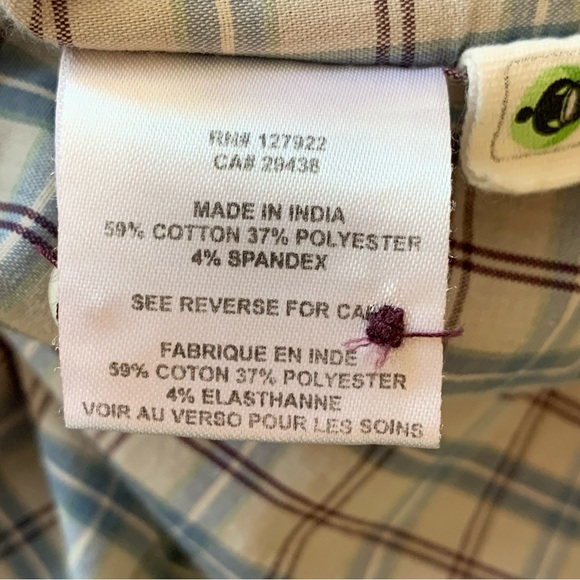 RN# 127922
CA# 29438
MADE IN INDIA
59% COTTON 37% POLYESTER
4% SPANDEX
SEE REVERSE FOR
FABRIQUE EN INDE
59% COTON 37% POLYESTER
4% ELASTHANNE
VOIR AU VERSO POUR LES SOINS